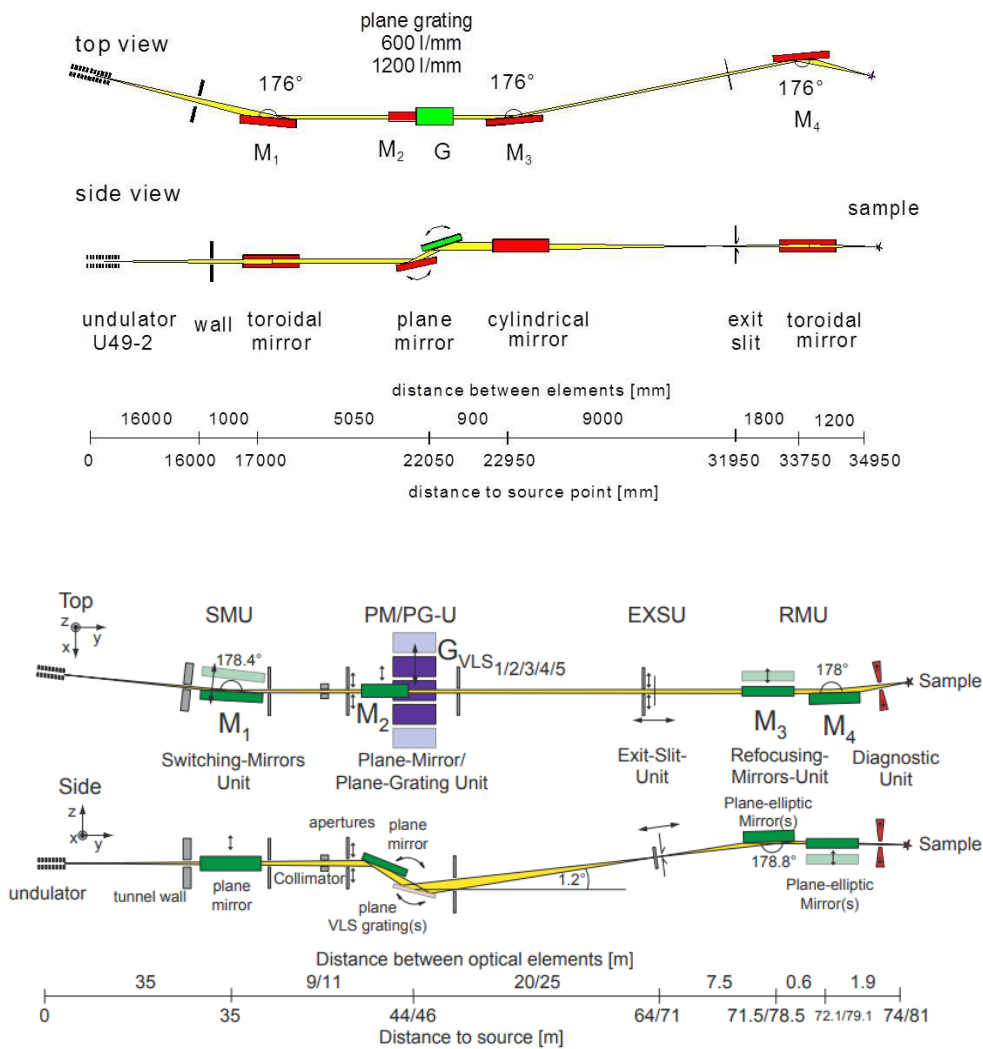 plane grating
600 l/mm
1200 l/mm
top view
176°
176°
176°
M1
M2
G
M3
M4
side view
sample
undulator
U49-2
wall
toroidal
mirror
plane
mirror
cylindrical
mirror
exit
slit
toroidal
mirror
distance between elements [mm]
16000 1000 5050 900 9000 1800 1200
0 16000 17000 22050 22950 31950 33750 34950
distance to source point [mm]
Top
z
y
x
SMU
PM/PG-U
EXSU
RMU
178.4°
GVLS1/2/3/4/5
178°
Sample
M1
M2
M3
M4
Switching-Mirrors
Unit
Plane-Mirror/
Plane-Grating Unit
Exit-Slit-
Unit
Refocusing-
Mirrors-Unit
Diagnostic
Unit
Side
z
x
y
apertures
plane
mirror
Plane-elliptic
Mirror(s)
178.8°
Sample
undulator
tunnel wall
plane
mirror
Collimator
plane
VLS grating(s)
1.2°
Plane-elliptic
Mirror(s)
Distance between optical elements [m]
35 9/11 20/25 7.5 0.6 1.9
0 35 44/46 64/71 71.5/78.5 72.1/79.1 74/81
Distance to source [m]